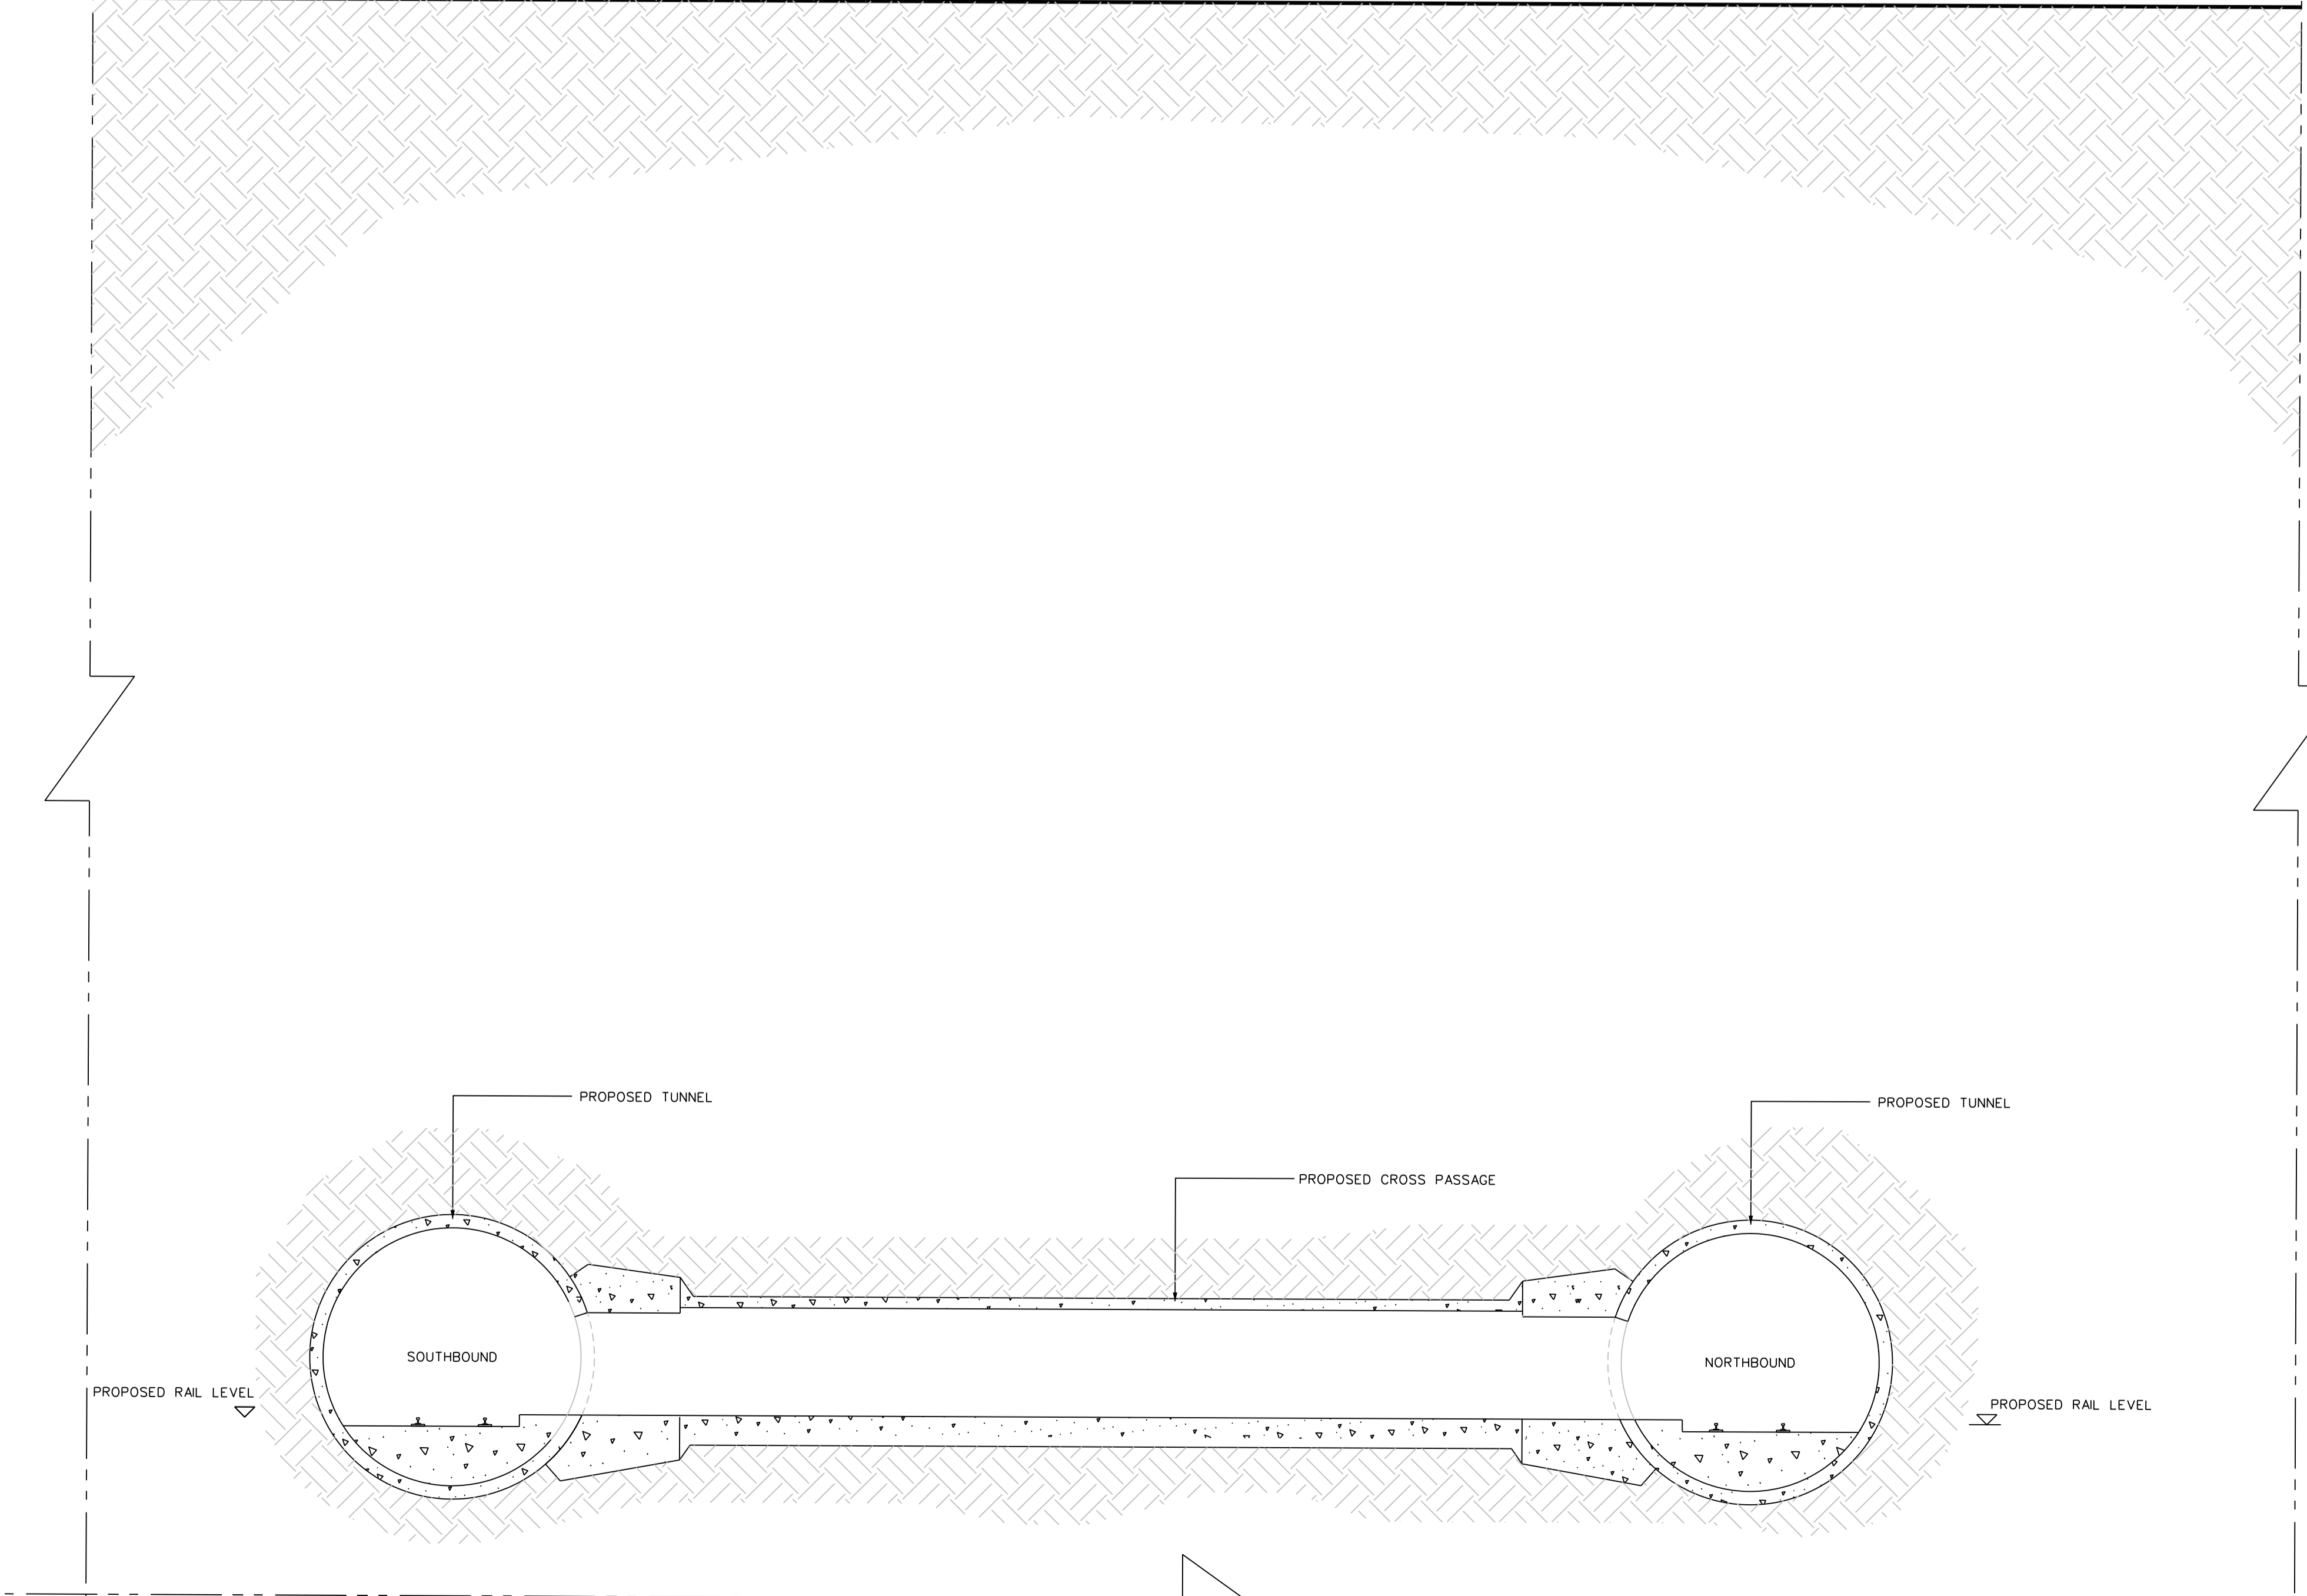 PROPOSED TUNNEL
PROPOSED TUNNEL
PROPOSED CROSS PASSAGE
SOUTHBOUND
NORTHBOUND
PROPOSED RAIL LEVEL
PROPOSED RAIL LEVEL